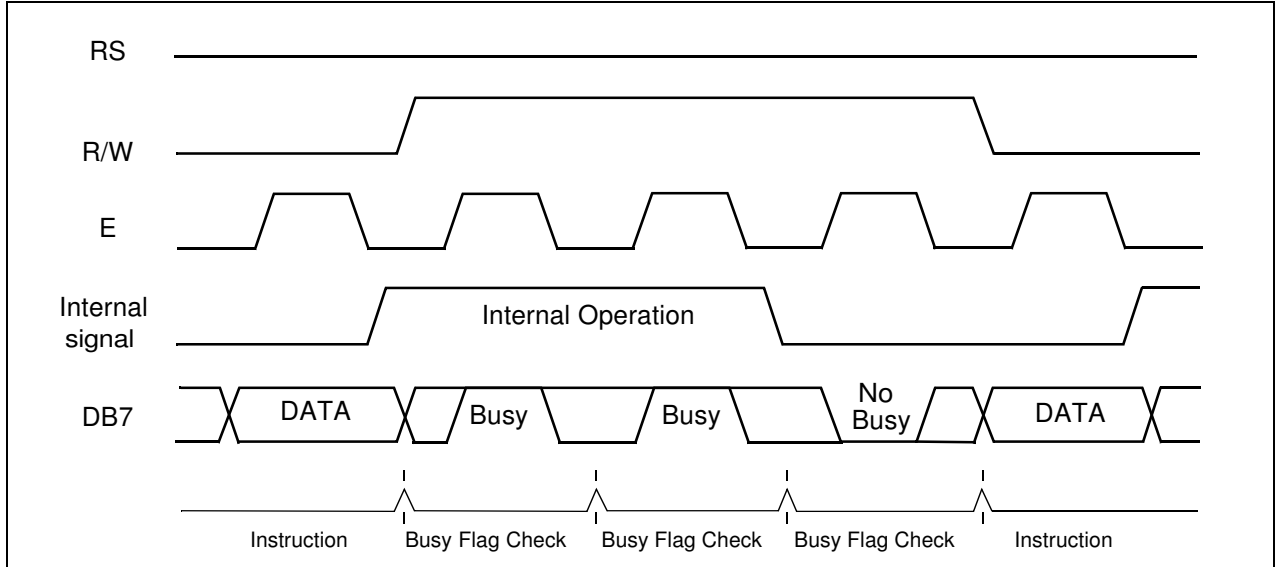 RS
R/W
E
Internal
signal
Internal Operation
DB7
DATA
Busy
Busy
No
Busy
DATA
Instruction
Busy Flag Check
Busy Flag Check
Busy Flag Check
Instruction